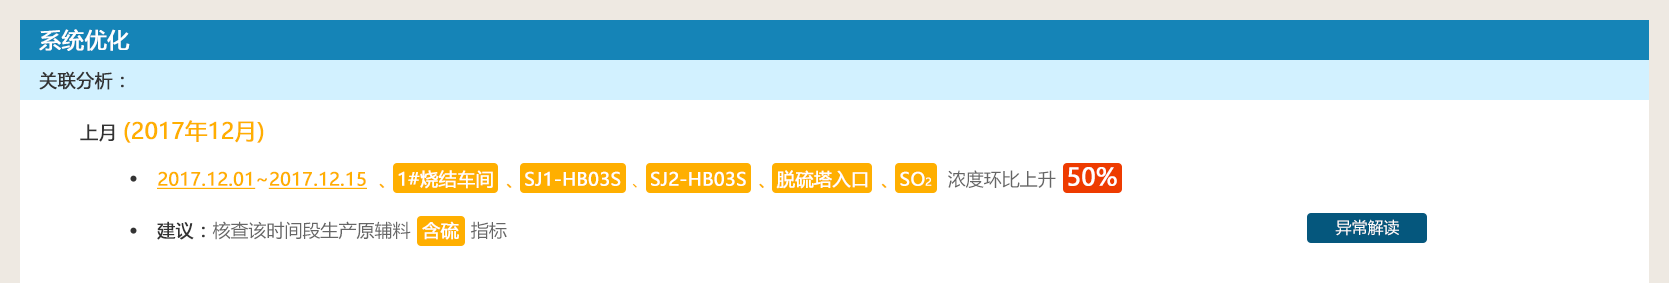 系统优化
关联分析：
上月 (2017年12月)
• 2017.12.01~2017.12.15 、 1#烧结车间 、 SJ1-HB03S 、 SJ2-HB03S 、 脱硫塔入口 、 SO₂ 浓度环比上升 50%
• 建议：核查该时间段生产原辅料 含硫 指标
异常解读